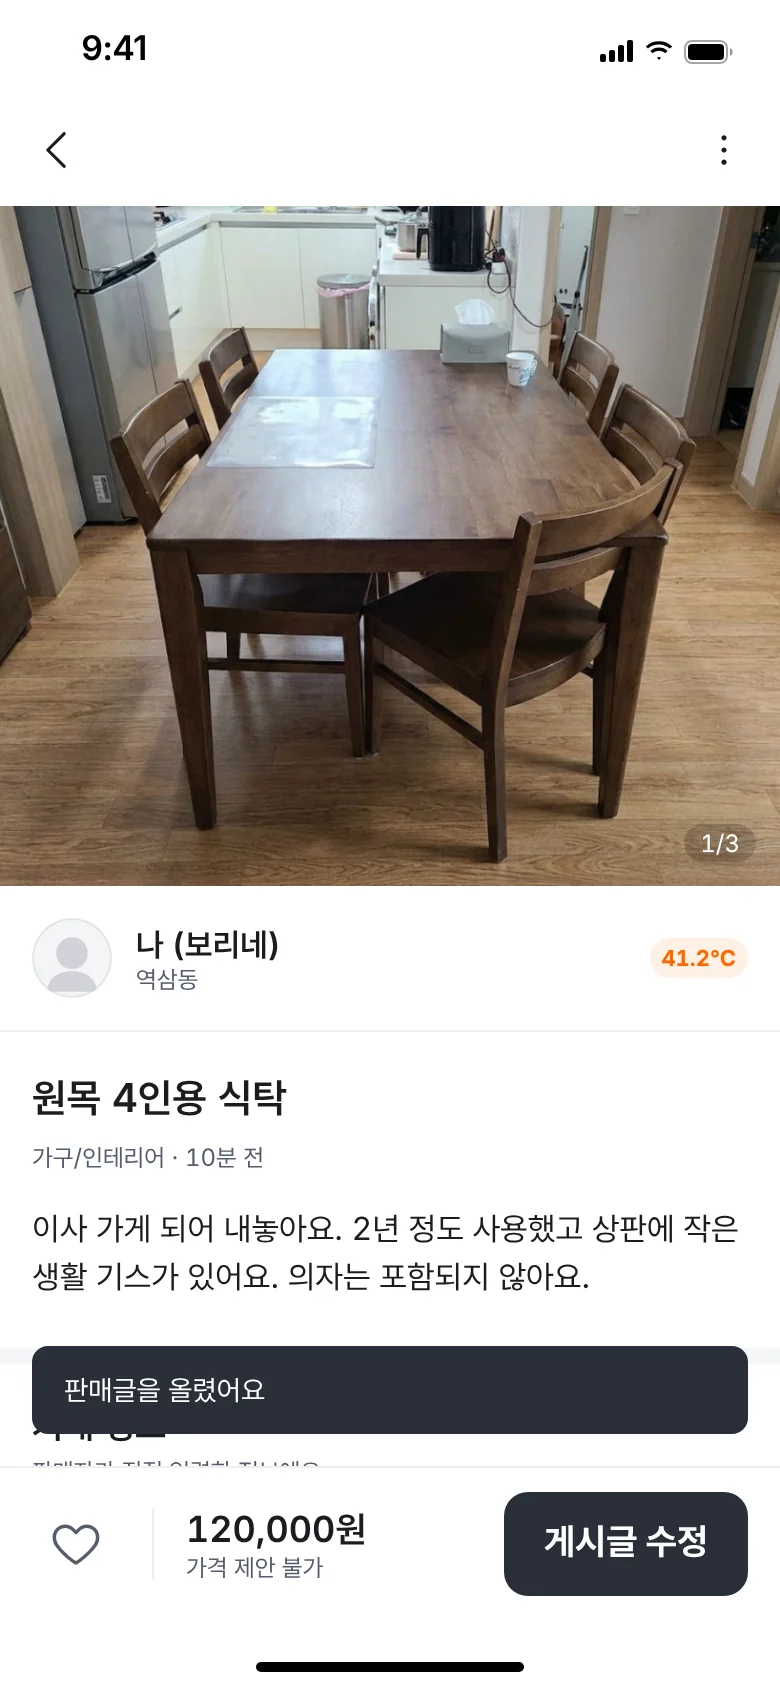 9:41
1/3
나 (보리네)
역삼동
41.2°C
원목 4인용 식탁
가구/인테리어 · 10분 전
이사 가게 되어 내놓아요. 2년 정도 사용했고 상판에 작은
생활 기스가 있어요. 의자는 포함되지 않아요.
판매글을 올렸어요
120,000원
가격 제안 불가
게시글 수정